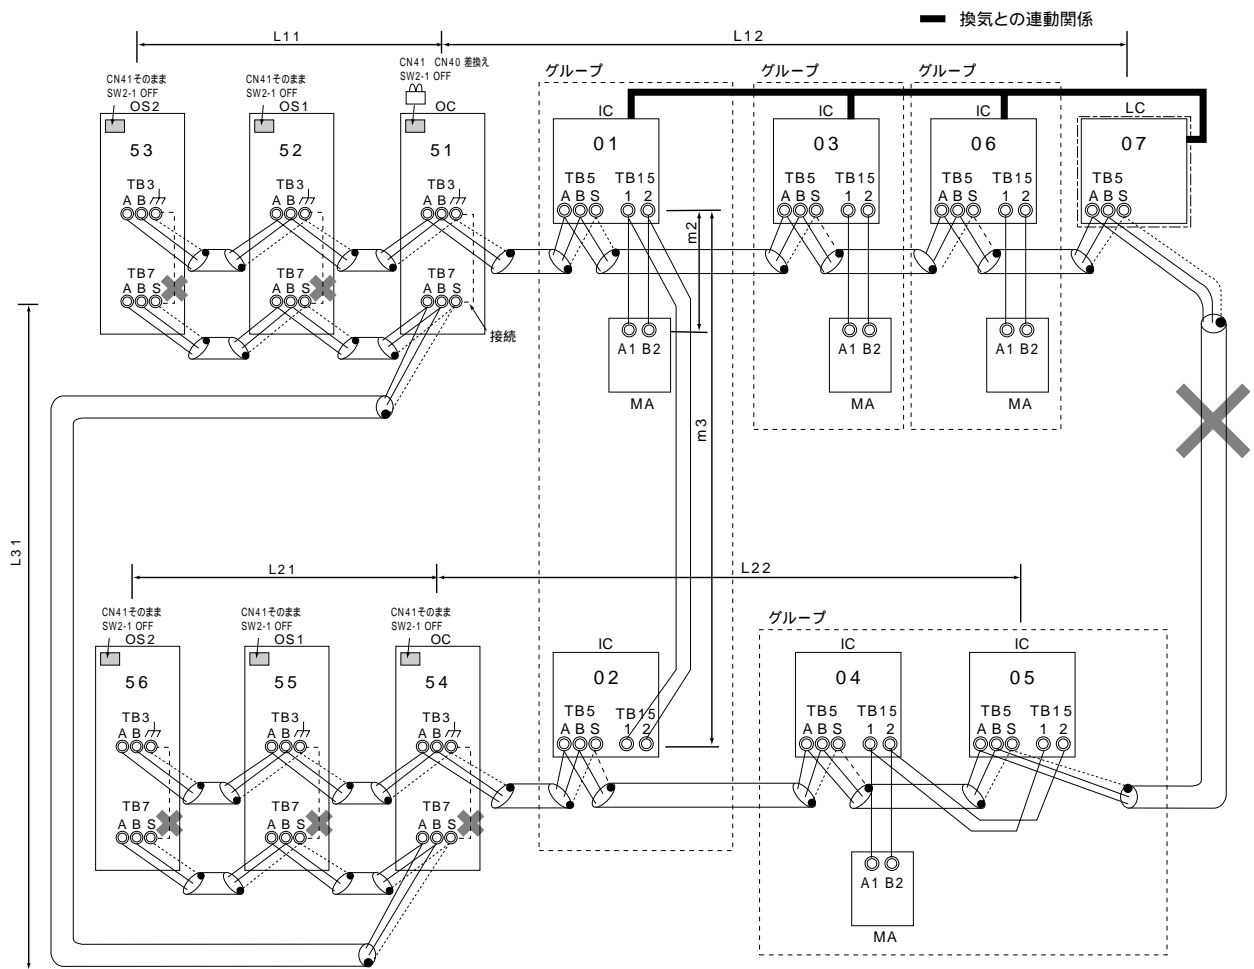 換気との連動関係
L11
L12
CN41そのまま
SW2-1 OFF
OS2
CN41そのまま
SW2-1 OFF
OS1
CN41 CN40 差換え
SW2-1 OFF
OC
グループ
グループ
グループ
IC
IC
IC
LC
53
52
51
01
03
06
07
TB3
A B
TB3
A B
TB3
A B
TB5
A B S
TB15
1 2
TB5
A B S
TB15
1 2
TB5
A B S
TB15
1 2
TB5
A B S
m2
TB7
A B S
TB7
A B S
TB7
A B S
接続
A1 B2
MA
A1 B2
MA
A1 B2
MA
m3
L31
L21
L22
CN41そのまま
SW2-1 OFF
OS2
CN41そのまま
SW2-1 OFF
OS1
CN41そのまま
SW2-1 OFF
OC
グループ
IC
IC
IC
56
55
54
02
04
05
TB3
A B
TB3
A B
TB3
A B
TB5
A B S
TB15
1 2
TB5
A B S
TB15
1 2
TB5
A B S
TB15
1 2
TB7
A B S
TB7
A B S
TB7
A B S
A1 B2
MA